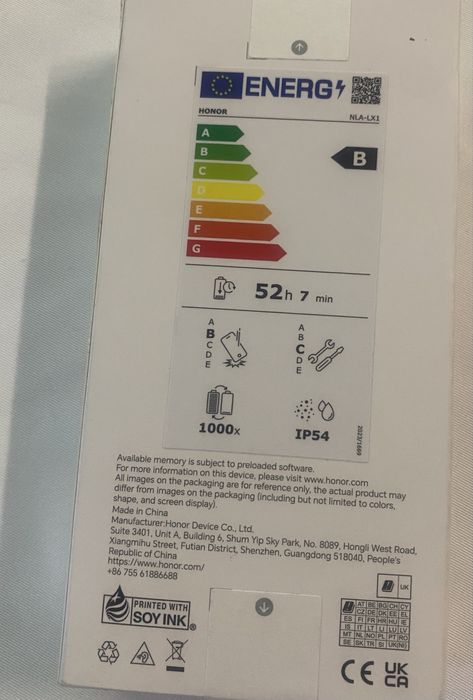 ENERG
HONOR NLA-LX1
A
B
B
C
D
E
F
G
52h 7 min
A
B
C
D
E
A
B
C
D
E
1000x
IP54
2023/1669
Available memory is subject to preloaded software.
For more information on this device, please visit www.honor.com
All images on the packaging are for reference only, the actual product may
differ from images on the packaging (including but not limited to colors,
shape, and screen display).
Made in China
Manufacturer:Honor Device Co., Ltd.
Suite 3401, Unit A, Building 6, Shum Yip Sky Park, No. 8089, Hongli West Road,
Xiangmihu Street, Futian District, Shenzhen, Guangdong 518040, People's
Republic of China
https://www.honor.com/
+86 755 61886688
UK
PRINTED WITH
SOY INK
AT BE BG CH CY
CZ DE DK EE EL
ES FI FR HR HU IE
IS IT LT LI LU LV
MT NL NO PL PT RO
SE SK TR SI UK(NI)
CE UK
CA